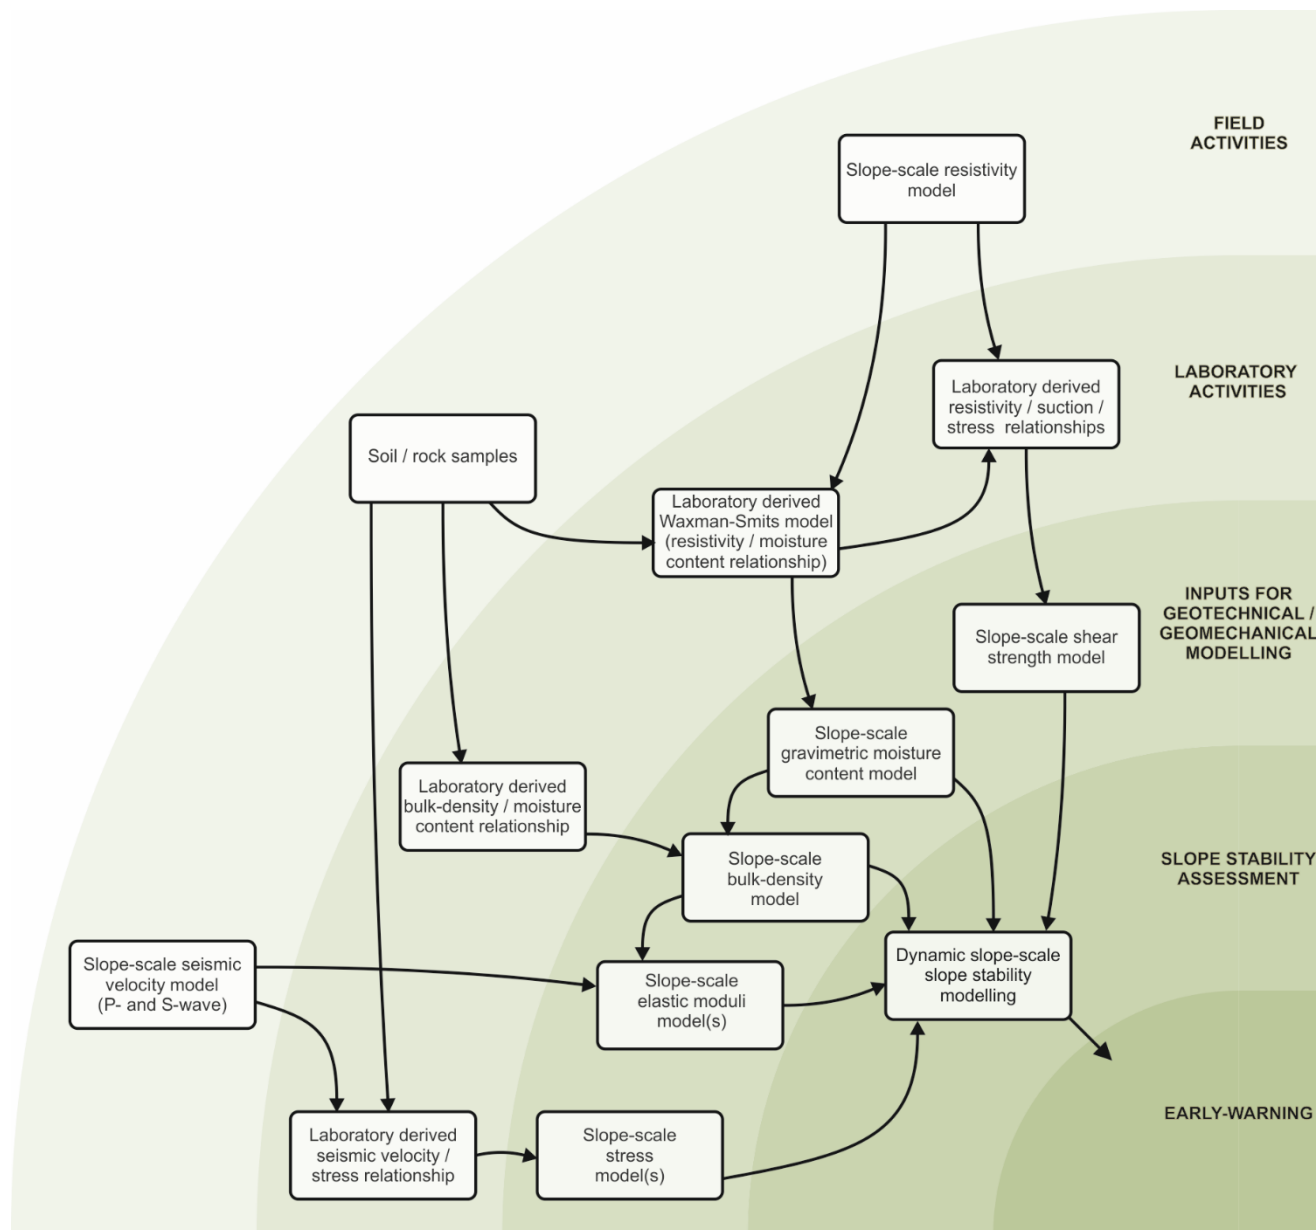 FIELD
ACTIVITIES
Slope-scale resistivity
model
LABORATORY
ACTIVITIES
Laboratory derived
resistivity / suction /
stress relationships
Soil / rock samples
Laboratory derived
Waxman-Smits model
(resistivity / moisture
content relationship)
INPUTS FOR
GEOTECHNICAL /
GEOMECHANICAL
MODELLING
Slope-scale shear
strength model
Slope-scale
gravimetric moisture
content model
Laboratory derived
bulk-density / moisture
content relationship
Slope-scale
bulk-density
model
SLOPE STABILITY
ASSESSMENT
Slope-scale seismic
velocity model
(P- and S-wave)
Slope-scale
elastic moduli
model(s)
Dynamic slope-scale
slope stability
modelling
Laboratory derived
seismic velocity /
stress relationship
Slope-scale
stress
model(s)
EARLY-WARNING